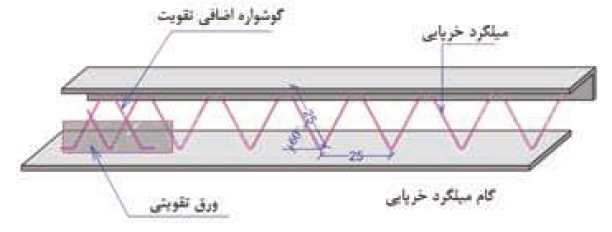 گوشواره اضافی تقویت
میلگرد خرپایی
25
60°
25
ورق تقویتی
گام میلگرد خرپایی